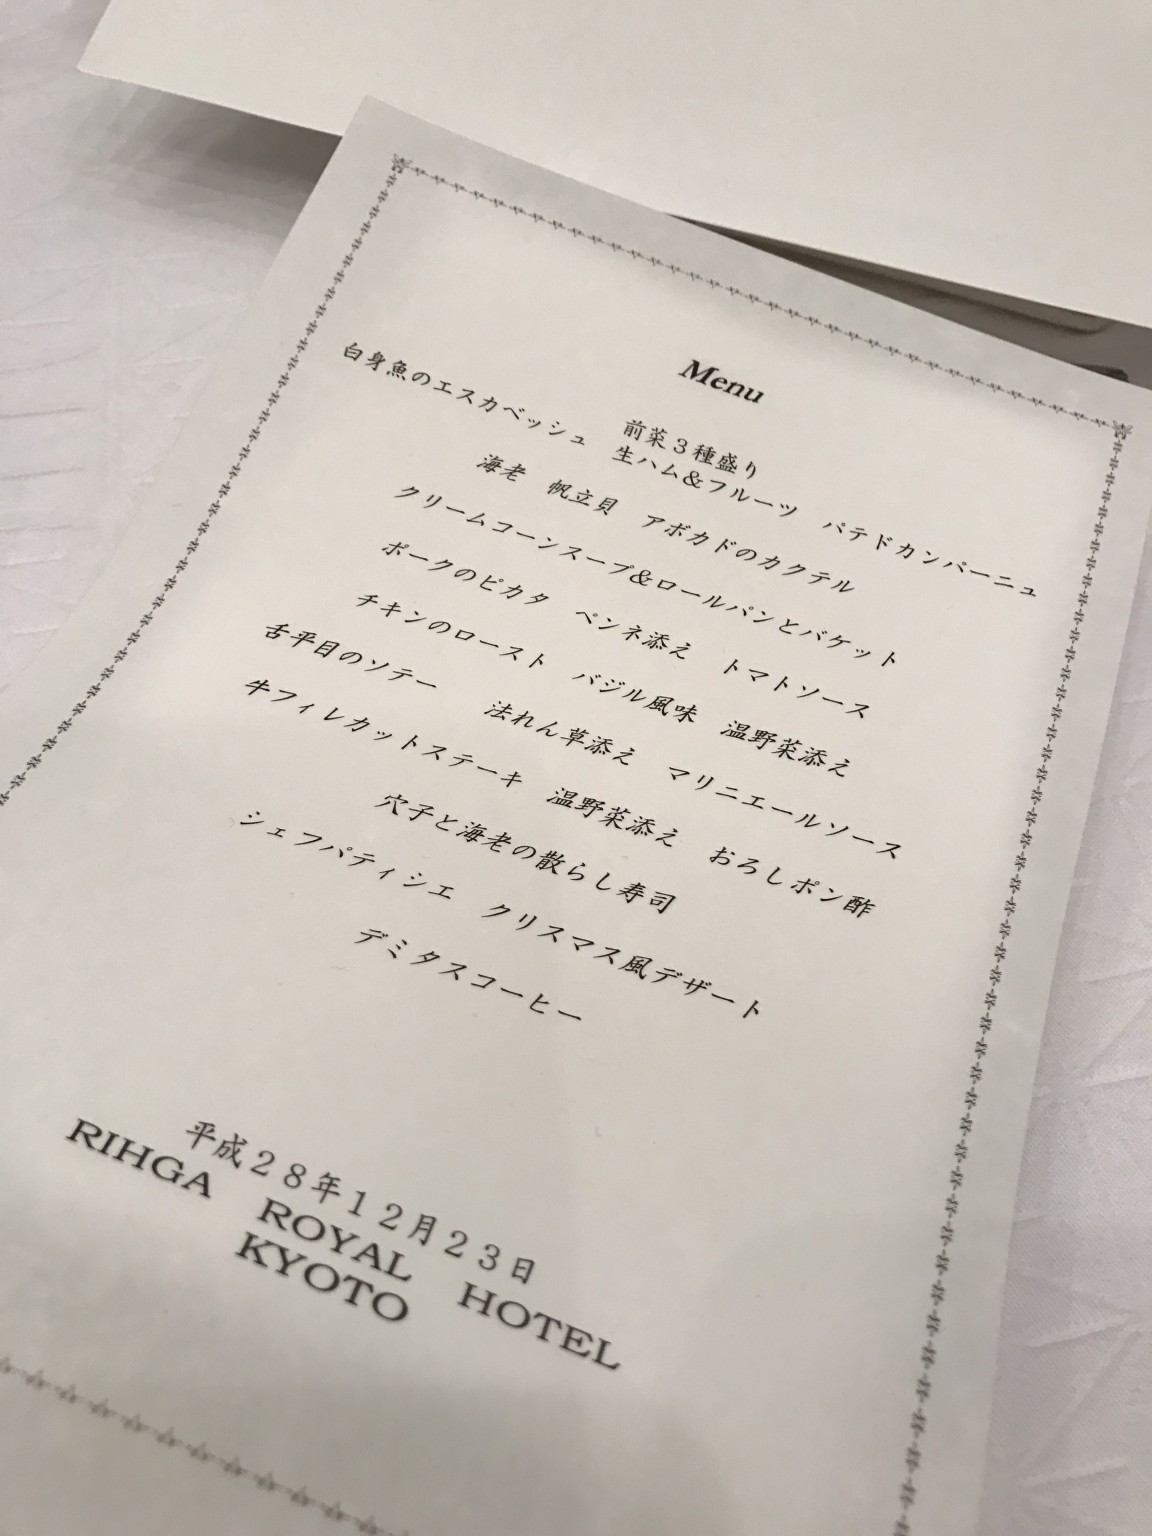 Menu
前菜3種盛り
白身魚のエスカベッシュ　生ハム&フルーツ　パテドカンパーニュ
海老　帆立貝　アボカドのカクテル
クリームコーンスープ&ロールパンとバケット
ポークのピカタ　ペンネ添え　トマトソース
チキンのロースト　バジル風味　温野菜添え
舌平目のソテー　法れん草添え　マリニエールソース
牛フィレカットステーキ　温野菜添え　おろしポン酢
穴子と海老の散らし寿司
シェフパティシエ　クリスマス風デザート
デミタスコーヒー
平成28年12月23日
RIHGA ROYAL HOTEL
KYOTO